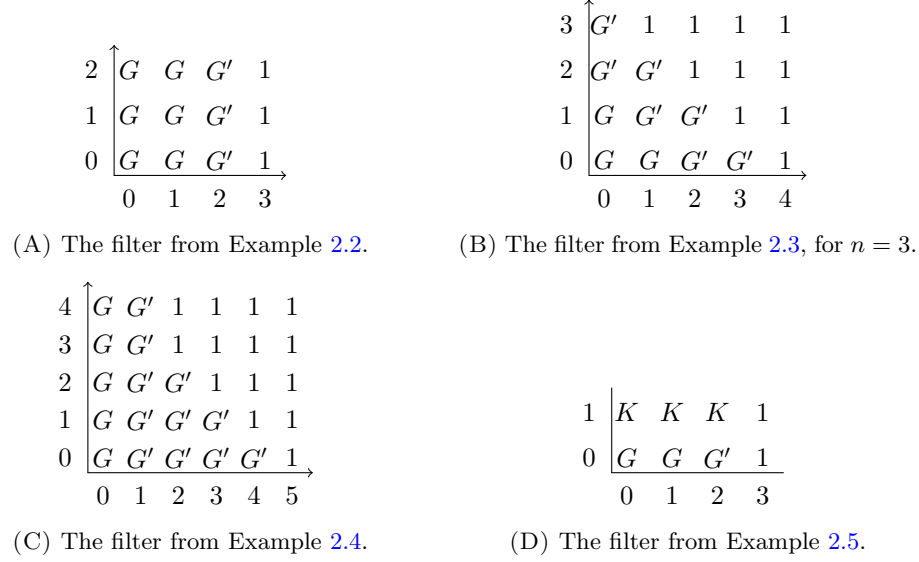 2 G G G′ 1
1 G G G′ 1
0 G G G′ 1
0 1 2 3
(A) The filter from Example 2.2.
3 G′ 1 1 1 1
2 G′ G′ 1 1 1
1 G G′ G′ 1 1
0 G G G′ G′ 1
0 1 2 3 4
(B) The filter from Example 2.3, for n = 3.
4 G G′ 1 1 1 1
3 G G′ 1 1 1 1
2 G G′ G′ 1 1 1
1 G G′ G′ G′ 1 1
0 G G′ G′ G′ G′ 1
0 1 2 3 4 5
(C) The filter from Example 2.4.
1 K K K 1
0 G G G′ 1
0 1 2 3
(D) The filter from Example 2.5.